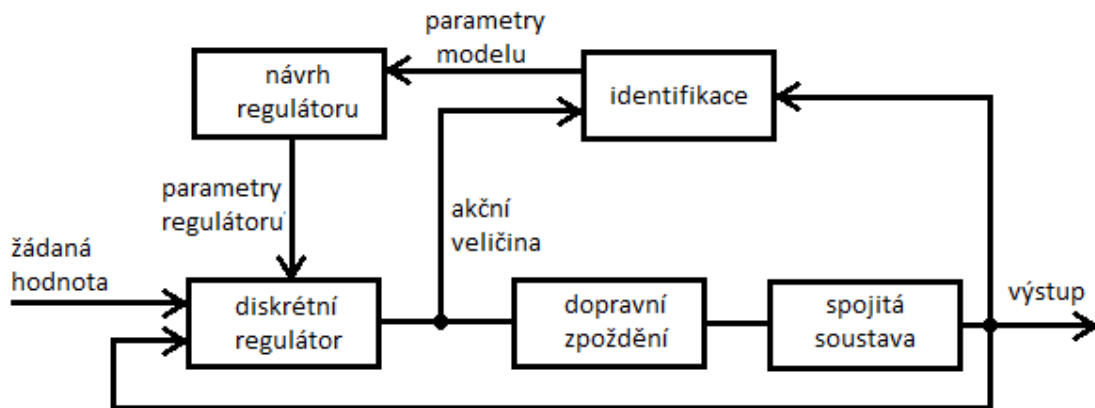 parametry
modelu
návrh
regulátoru
identifikace
parametry
regulátoru
akční
veličina
žádaná
hodnota
diskrétní
regulátor
dopravní
zpoždění
spojitá
soustava
výstup